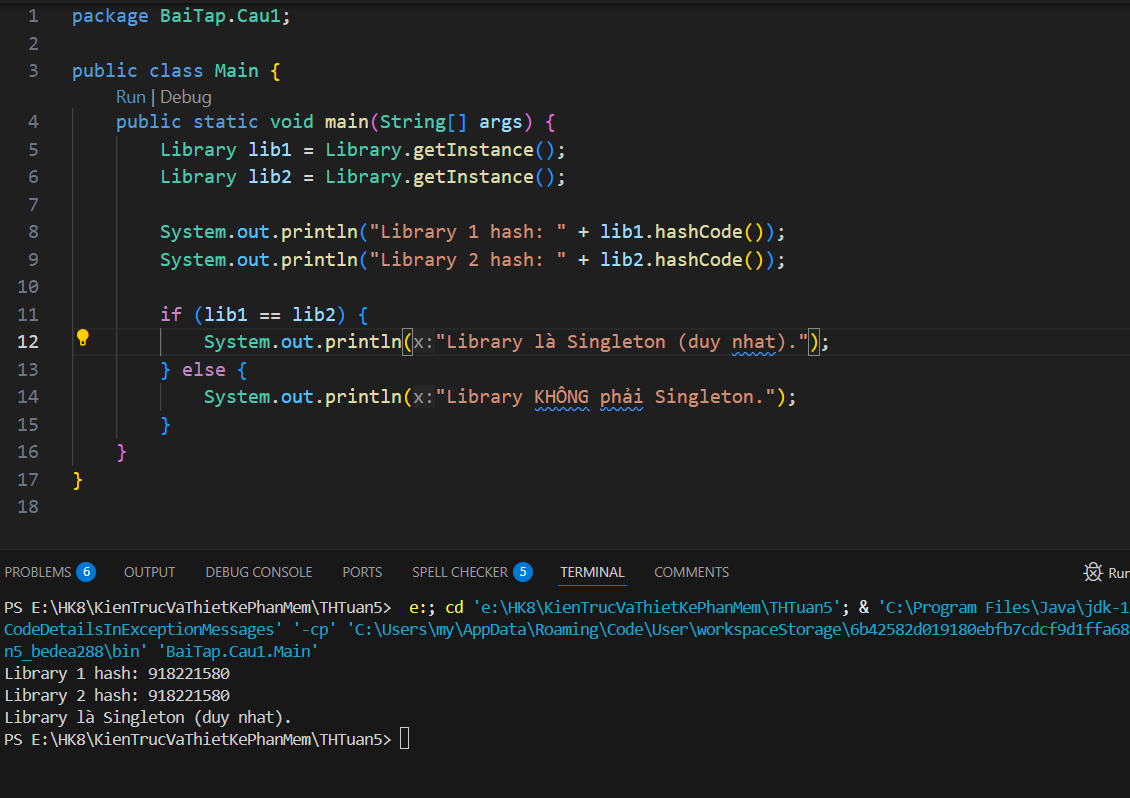 1 package BaiTap.Cau1;
2
3 public class Main {
Run | Debug
4 public static void main(String[] args) {
5 Library lib1 = Library.getInstance();
6 Library lib2 = Library.getInstance();
7
8 System.out.println("Library 1 hash: " + lib1.hashCode());
9 System.out.println("Library 2 hash: " + lib2.hashCode());
10
11 if (lib1 == lib2) {
12 System.out.println(x:"Library là Singleton (duy nhat).");
13 } else {
14 System.out.println(x:"Library KHÔNG phải Singleton.");
15 }
16 }
17 }
18
PROBLEMS 6 OUTPUT DEBUG CONSOLE PORTS SPELL CHECKER 5 TERMINAL COMMENTS Run
PS E:\HK8\KienTrucVaThietKePhanMem\THTuan5> e:; cd 'e:\HK8\KienTrucVaThietKePhanMem\THTuan5'; & 'C:\Program Files\Java\jdk-1
CodeDetailsInExceptionMessages' '-cp' 'C:\Users\my\AppData\Roaming\Code\User\workspaceStorage\6b42582d019180ebfb7cdcf9d1ffa68
n5_bedea288\bin' 'BaiTap.Cau1.Main'
Library 1 hash: 918221580
Library 2 hash: 918221580
Library là Singleton (duy nhat).
PS E:\HK8\KienTrucVaThietKePhanMem\THTuan5>